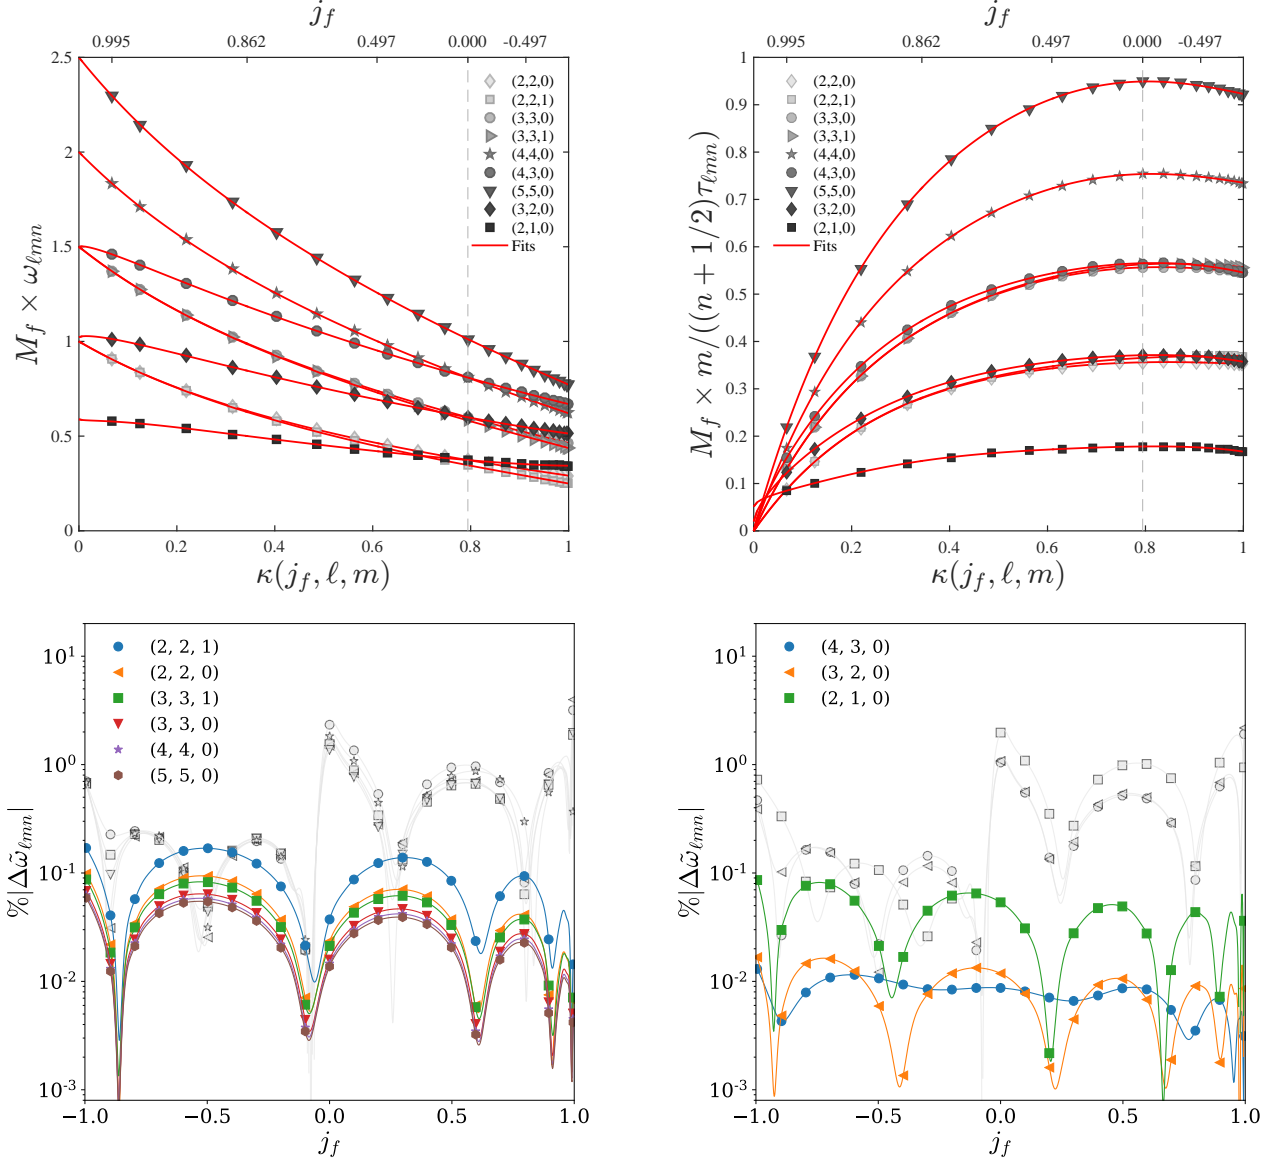 j_f
0.995 0.862 0.497 0.000 -0.497
2.5
2
1.5
1
0.5
0
M_f × ω_{ℓmn}
(2,2,0)
(2,2,1)
(3,3,0)
(3,3,1)
(4,4,0)
(4,3,0)
(5,5,0)
(3,2,0)
(2,1,0)
Fits
0 0.2 0.4 0.6 0.8 1
κ(j_f, ℓ, m)
j_f
0.995 0.862 0.497 0.000 -0.497
1
0.9
0.8
0.7
0.6
0.5
0.4
0.3
0.2
0.1
0
M_f × m/((n + 1/2)τ_{ℓmn})
(2,2,0)
(2,2,1)
(3,3,0)
(3,3,1)
(4,4,0)
(4,3,0)
(5,5,0)
(3,2,0)
(2,1,0)
Fits
0 0.2 0.4 0.6 0.8 1
κ(j_f, ℓ, m)
10^1
10^0
10^{-1}
10^{-2}
10^{-3}
%|Δω̃_{ℓmn}|
(2, 2, 1)
(2, 2, 0)
(3, 3, 1)
(3, 3, 0)
(4, 4, 0)
(5, 5, 0)
−1.0 −0.5 0.0 0.5 1.0
j_f
10^1
10^0
10^{-1}
10^{-2}
10^{-3}
%|Δω̃_{ℓmn}|
(4, 3, 0)
(3, 2, 0)
(2, 1, 0)
−1.0 −0.5 0.0 0.5 1.0
j_f